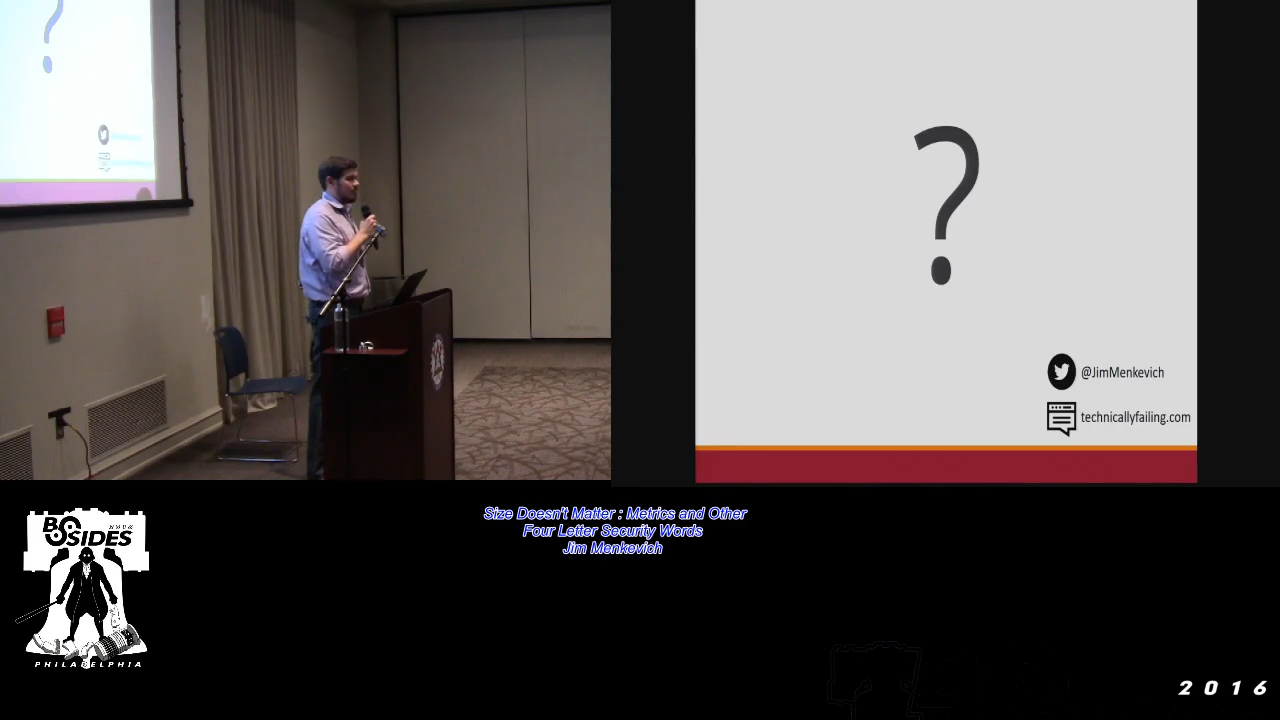 ?
?
@JimMenkevich
technicallyfailing.com
BSIDES
PHILADELPHIA
Size Doesn't Matter : Metrics and Other
Four Letter Security Words
Jim Menkevich
2016